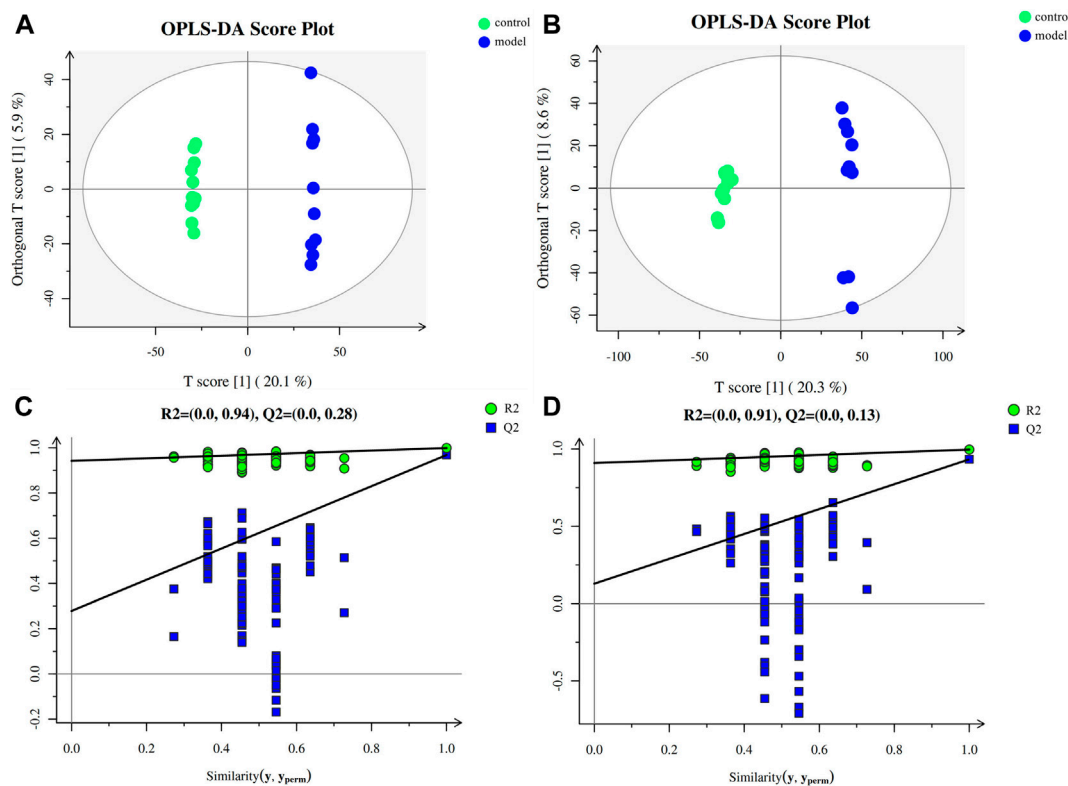 A
OPLS-DA Score Plot
control
model
Orthogonal T score [1] ( 5.9 %)
40
20
0
-20
-40
-50
0
50
T score [1] ( 20.1 %)
B
OPLS-DA Score Plot
contro
model
Orthogonal T score [1] ( 8.6 %)
60
40
20
0
-20
-40
-60
-100
-50
0
50
100
T score [1] ( 20.3 %)
C
R2=(0.0, 0.94), Q2=(0.0, 0.28)
R2
Q2
1.0
0.8
0.6
0.4
0.2
0.0
-0.2
0.0
0.2
0.4
0.6
0.8
1.0
Similarity(y, yperm)
D
R2=(0.0, 0.91), Q2=(0.0, 0.13)
R2
Q2
1.0
0.5
0.0
-0.5
0.0
0.2
0.4
0.6
0.8
1.0
Similarity(y, yperm)